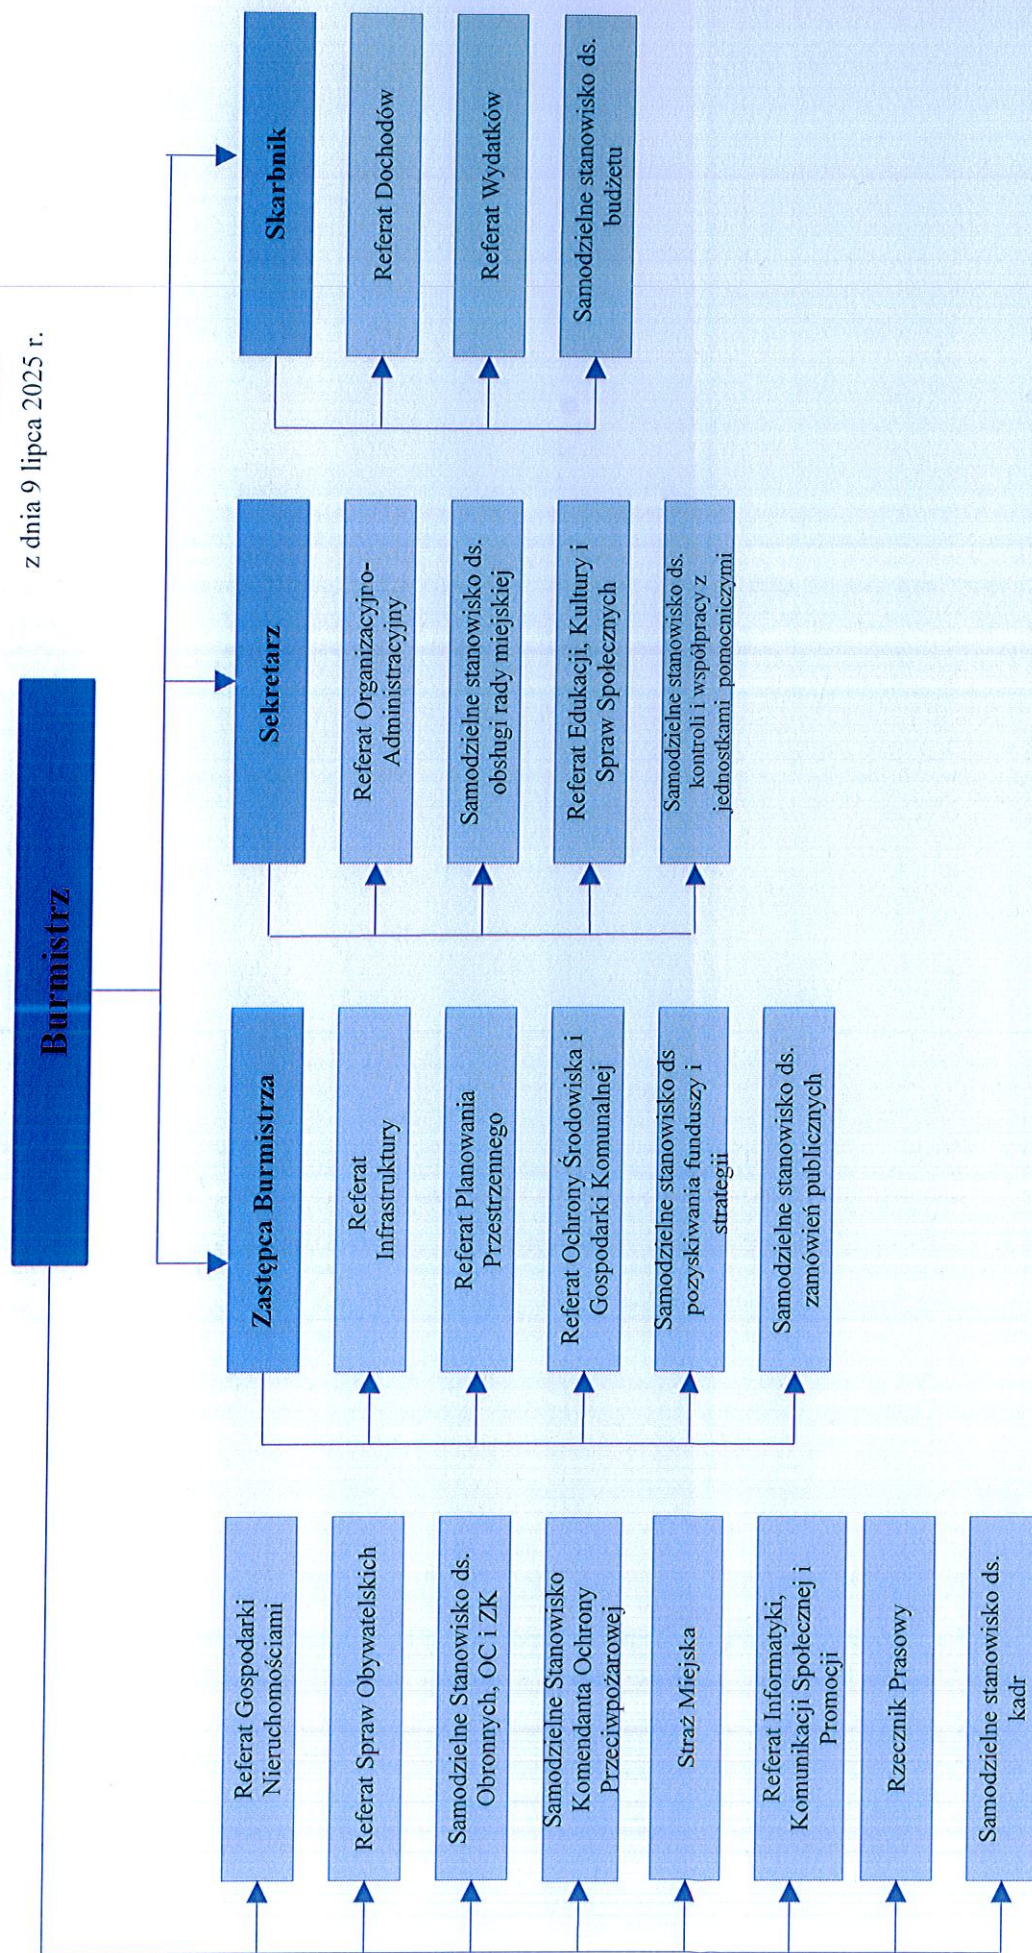 z dnia 9 lipca 2025 r.
Burmistrz
Referat Gospodarki
Nieruchomościami
Referat Spraw Obywatelskich
Samodzielne Stanowisko ds.
Obronnych, OC i ZK
Samodzielne Stanowisko
Komendanta Ochrony
Przeciwpożarowej
Straż Miejska
Referat Informatyki,
Komunikacji Społecznej i
Promocji
Rzecznik Prasowy
Samodzielne stanowisko ds.
kadr
Zastępca Burmistrza
Referat
Infrastruktury
Referat Planowania
Przestrzennego
Referat Ochrony Środowiska i
Gospodarki Komunalnej
Samodzielne stanowisko ds
pozyskiwania funduszy i
strategii
Samodzielne stanowisko ds.
zamówień publicznych
Sekretarz
Referat Organizacyjno-
Administracyjny
Samodzielne stanowisko ds.
obsługi rady miejskiej
Referat Edukacji, Kultury i
Spraw Społecznych
Samodzielne stanowisko ds.
kontroli i współpracy z
jednostkami pomocniczymi
Skarbnik
Referat Dochodów
Referat Wydatków
Samodzielne stanowisko ds.
budżetu